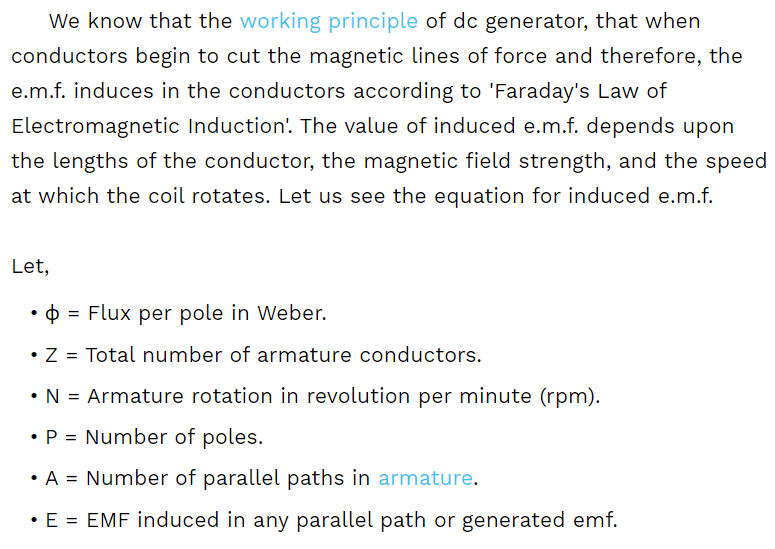 We know that the working principle of dc generator, that when
conductors begin to cut the magnetic lines of force and therefore, the
e.m.f. induces in the conductors according to 'Faraday's Law of
Electromagnetic Induction'. The value of induced e.m.f. depends upon
the lengths of the conductor, the magnetic field strength, and the speed
at which the coil rotates. Let us see the equation for induced e.m.f.
Let,
• ϕ = Flux per pole in Weber.
• Z = Total number of armature conductors.
• N = Armature rotation in revolution per minute (rpm).
• P = Number of poles.
• A = Number of parallel paths in armature.
• E = EMF induced in any parallel path or generated emf.